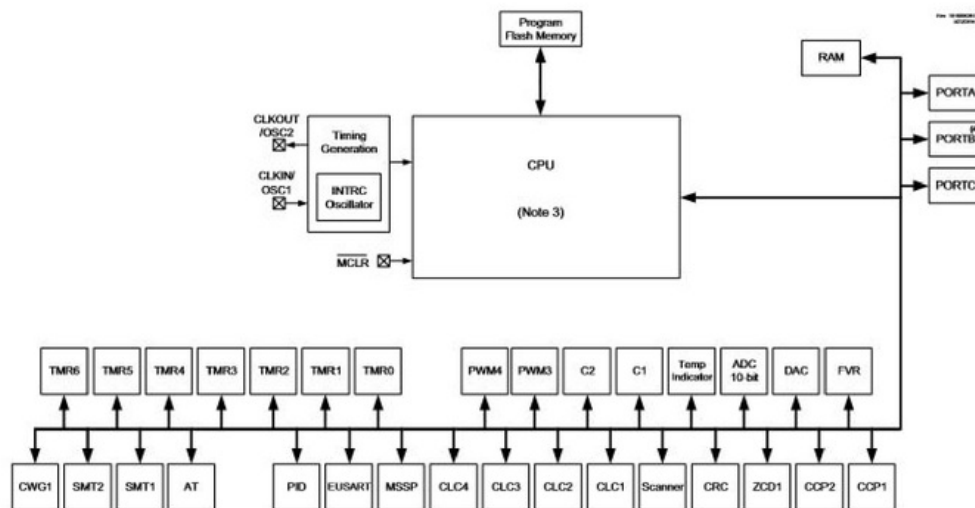 Program
Flash Memory
RAM
PORTA
PORTB
PORTC
CLKOUT
/OSC2
Timing
Generation
CPU
(Note 3)
CLKIN/
OSC1
INTRC
Oscillator
MCLR
TMR6
TMR5
TMR4
TMR3
TMR2
TMR1
TMR0
PWM4
PWM3
C2
C1
Temp
Indicator
ADC
10-bit
DAC
FVR
CWG1
SMT2
SMT1
AT
PID
EUSART
MSSP
CLC4
CLC3
CLC2
CLC1
Scanner
CRC
ZCD1
CCP2
CCP1